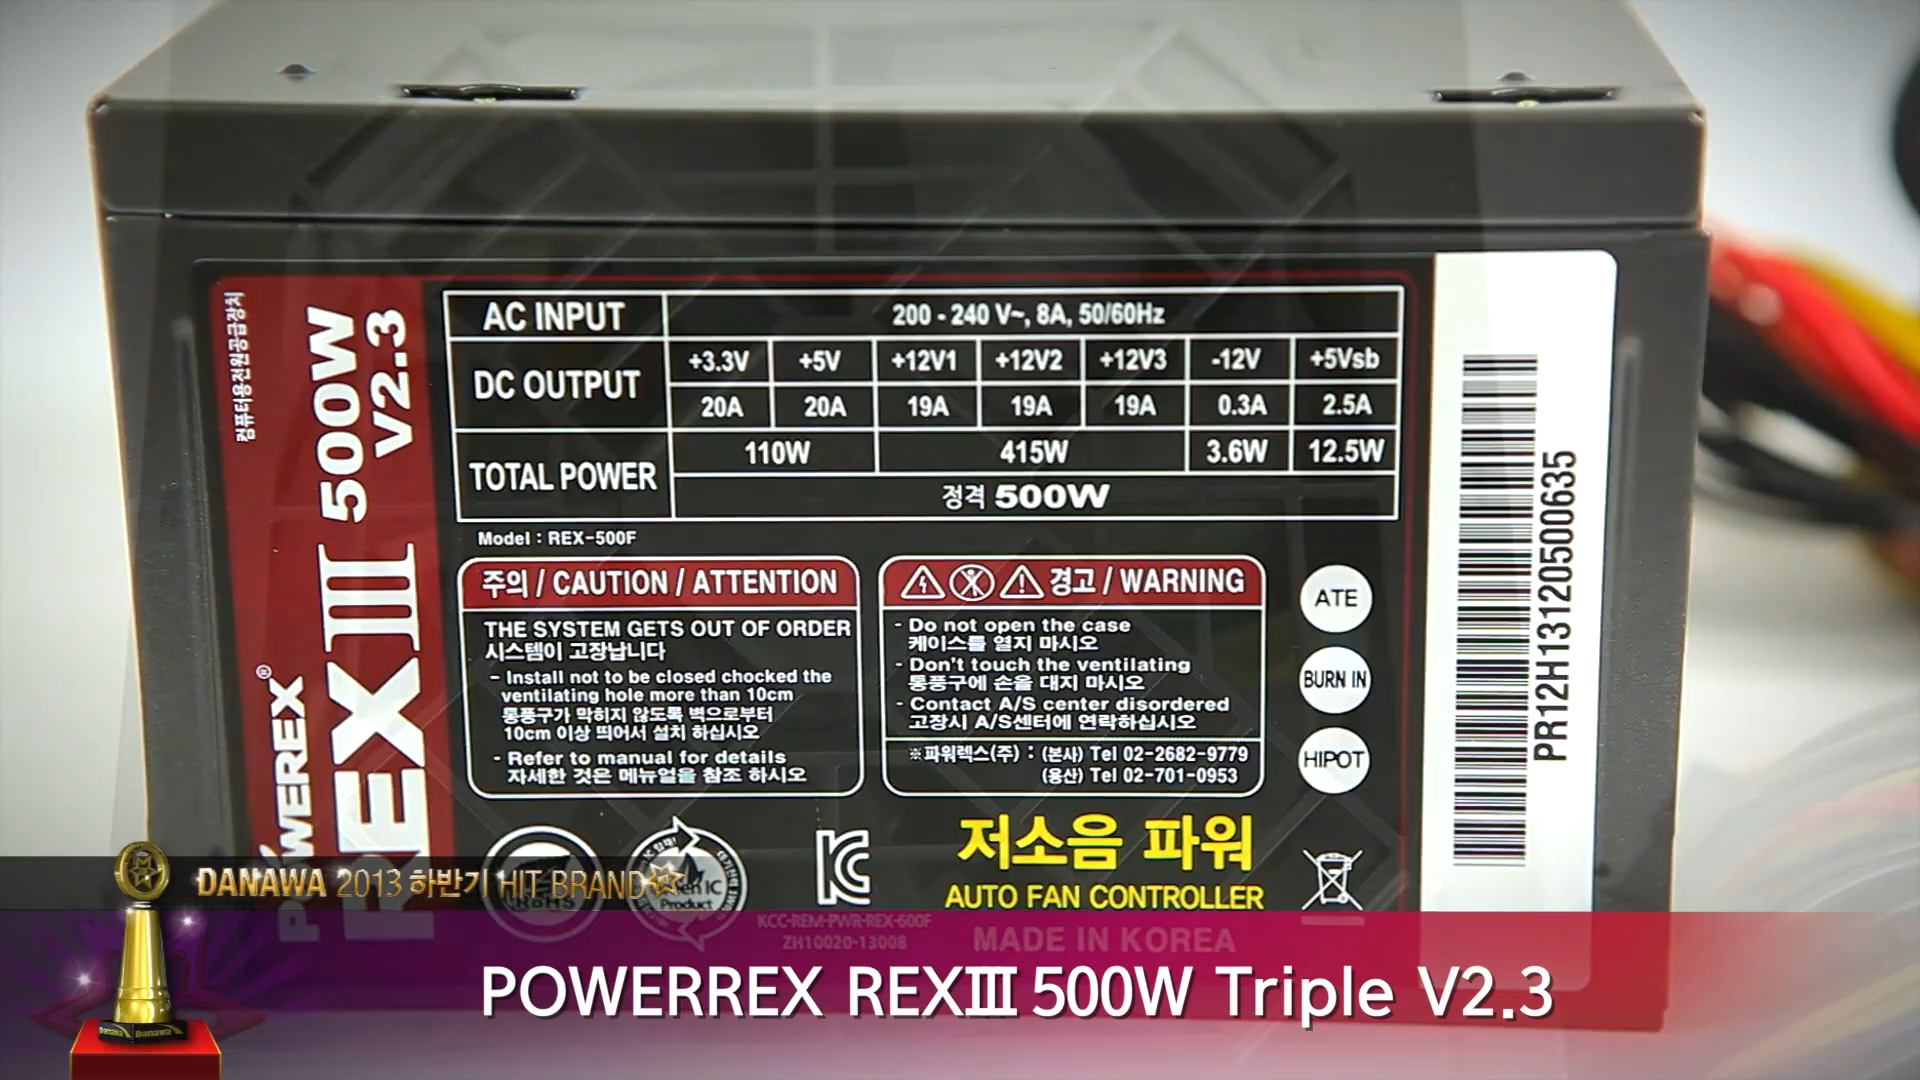 컴퓨터용전원공급장치
POWEREX®
REXIII 500W
V2.3
AC INPUT 200 - 240 V~, 8A, 50/60Hz
DC OUTPUT +3.3V +5V +12V1 +12V2 +12V3 -12V +5Vsb
20A 20A 19A 19A 19A 0.3A 2.5A
TOTAL POWER 110W 415W 3.6W 12.5W
정격 500W
Model : REX-500F
주의 / CAUTION / ATTENTION
THE SYSTEM GETS OUT OF ORDER
시스템이 고장납니다
- Install not to be closed chocked the
ventilating hole more than 10cm
통풍구가 막히지 않도록 벽으로부터
10cm 이상 띄어서 설치 하십시오
- Refer to manual for details
자세한 것은 메뉴얼을 참조 하시오
경고 / WARNING
- Do not open the case
케이스를 열지 마시오
- Don't touch the ventilating
통풍구에 손을 대지 마시오
- Contact A/S center disordered
고장시 A/S센터에 연락하십시오
※파워렉스(주) : (본사) Tel 02-2682-9779
(용산) Tel 02-701-0953
ATE
BURN IN
HIPOT
PR12H13120500635
RoHS
IC
Product
KCC-REM-PWR-REX-600F
ZH10020-13008
저소음 파워
AUTO FAN CONTROLLER
MADE IN KOREA
DANAWA 2013 하반기 HIT BRAND
POWERREX REXⅢ 500W Triple V2.3
Danawa Danawa